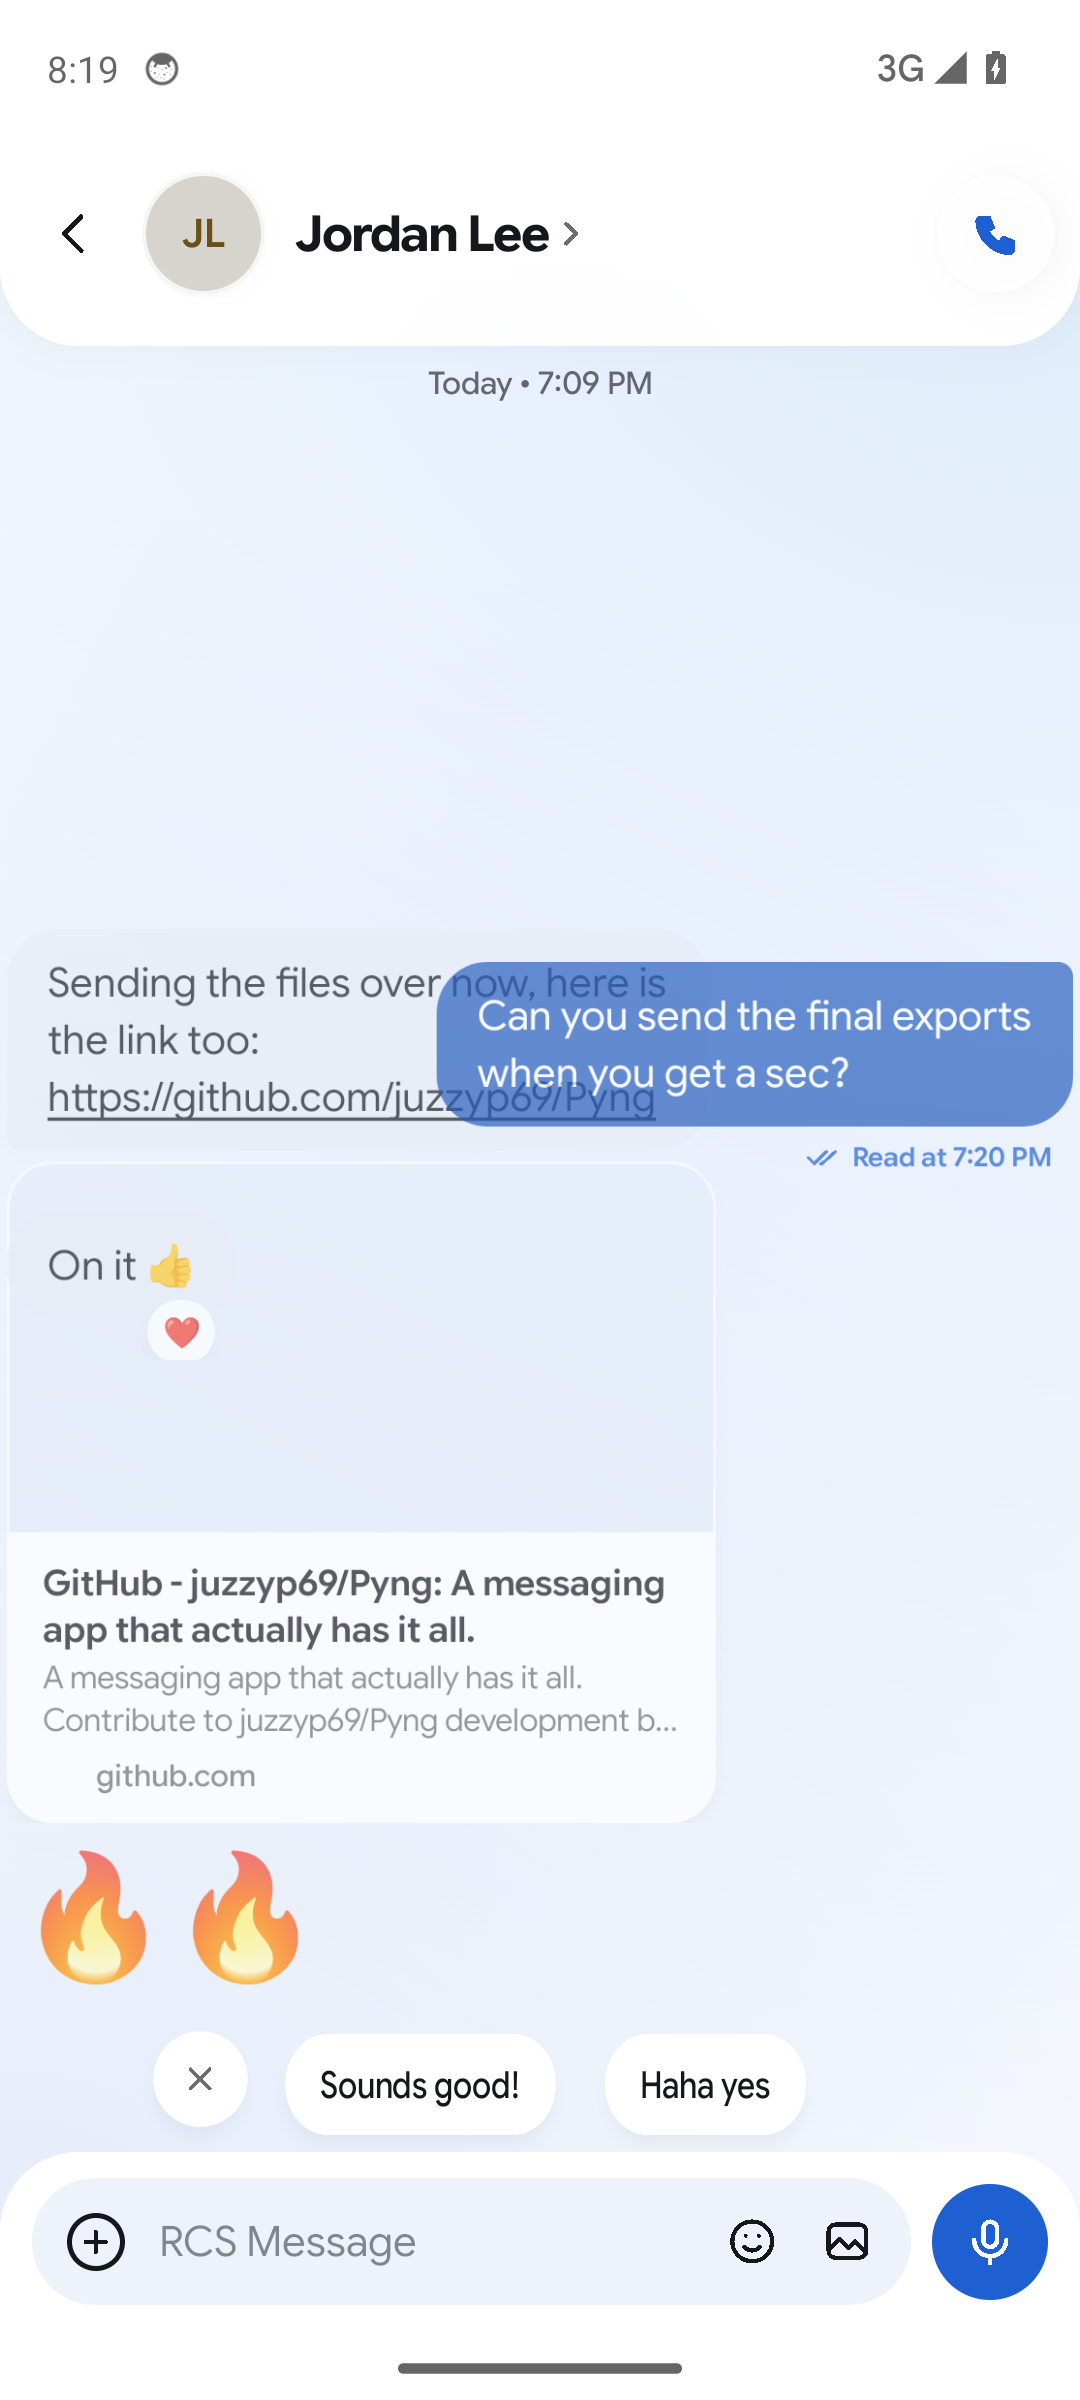 8:19
3G
JL
Jordan Lee
Today • 7:09 PM
Sending the files over now, here is
the link too:
https://github.com/juzzyp69/Pyng
Can you send the final exports
when you get a sec?
Read at 7:20 PM
On it 👍
❤️
GitHub - juzzyp69/Pyng: A messaging
app that actually has it all.
A messaging app that actually has it all.
Contribute to juzzyp69/Pyng development b...
github.com
🔥 🔥
Sounds good!
Haha yes
RCS Message